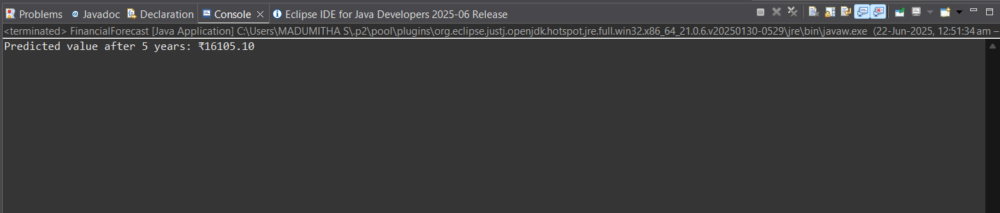 Problems @ Javadoc Declaration Console Eclipse IDE for Java Developers 2025-06 Release
<terminated> FinancialForecast [Java Application] C:\Users\MADUMITHA S\.p2\pool\plugins\org.eclipse.justj.openjdk.hotspot.jre.full.win32.x86_64_21.0.6.v20250130-0529\jre\bin\javaw.exe (22-Jun-2025, 12:51:34 am –
Predicted value after 5 years: ₹16105.10